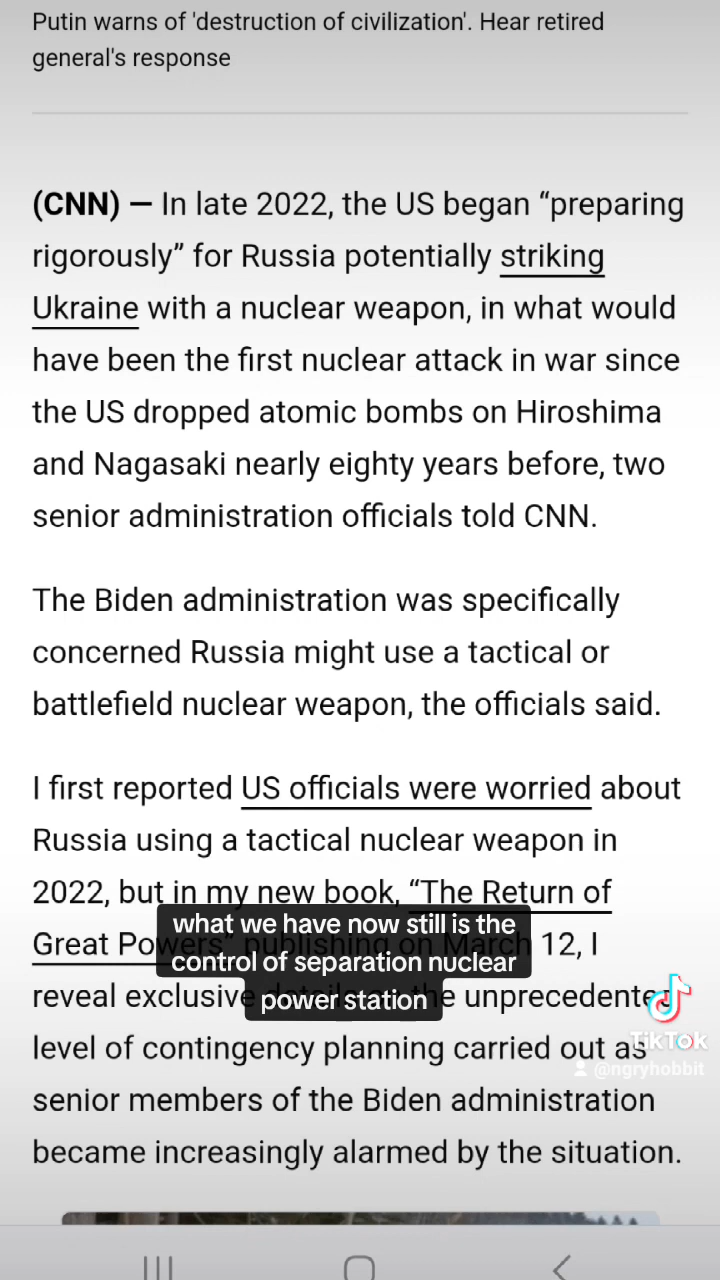 Putin warns of 'destruction of civilization'. Hear retired
general's response
(CNN) — In late 2022, the US began “preparing
rigorously” for Russia potentially striking
Ukraine with a nuclear weapon, in what would
have been the first nuclear attack in war since
the US dropped atomic bombs on Hiroshima
and Nagasaki nearly eighty years before, two
senior administration officials told CNN.
The Biden administration was specifically
concerned Russia might use a tactical or
battlefield nuclear weapon, the officials said.
I first reported US officials were worried about
Russia using a tactical nuclear weapon in
2022, but in my new book, “The Return of
Great Powers” publishing on March 12, I
reveal exclusive details on the unprecedented
level of contingency planning carried out as
senior members of the Biden administration
became increasingly alarmed by the situation.
what we have now still is the
control of separation nuclear
power station
TikTok
@ngryhobbit